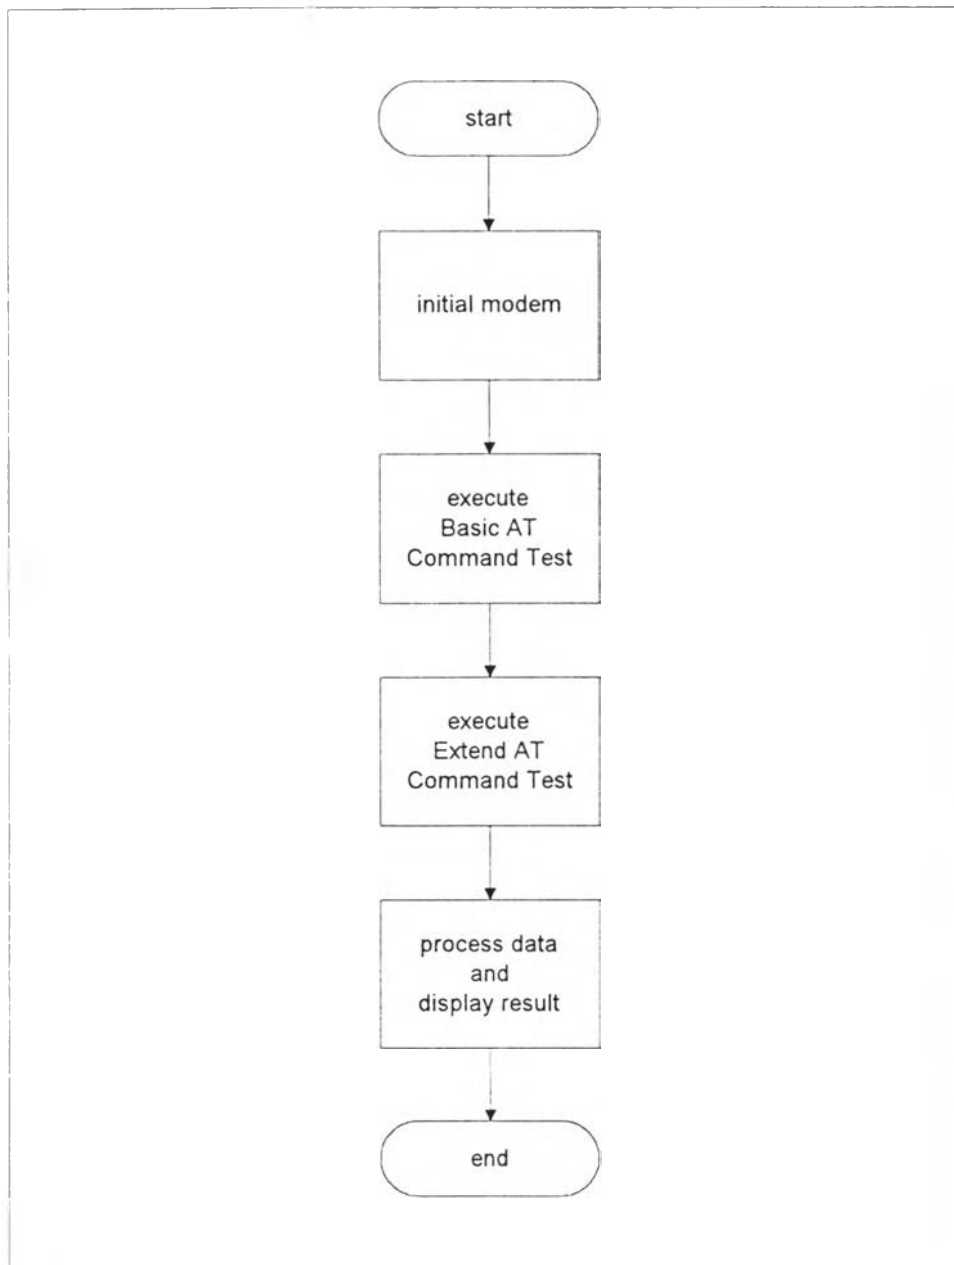 start
initial modem
execute
Basic AT
Command Test
execute
Extend AT
Command Test
process data
and
display result
end